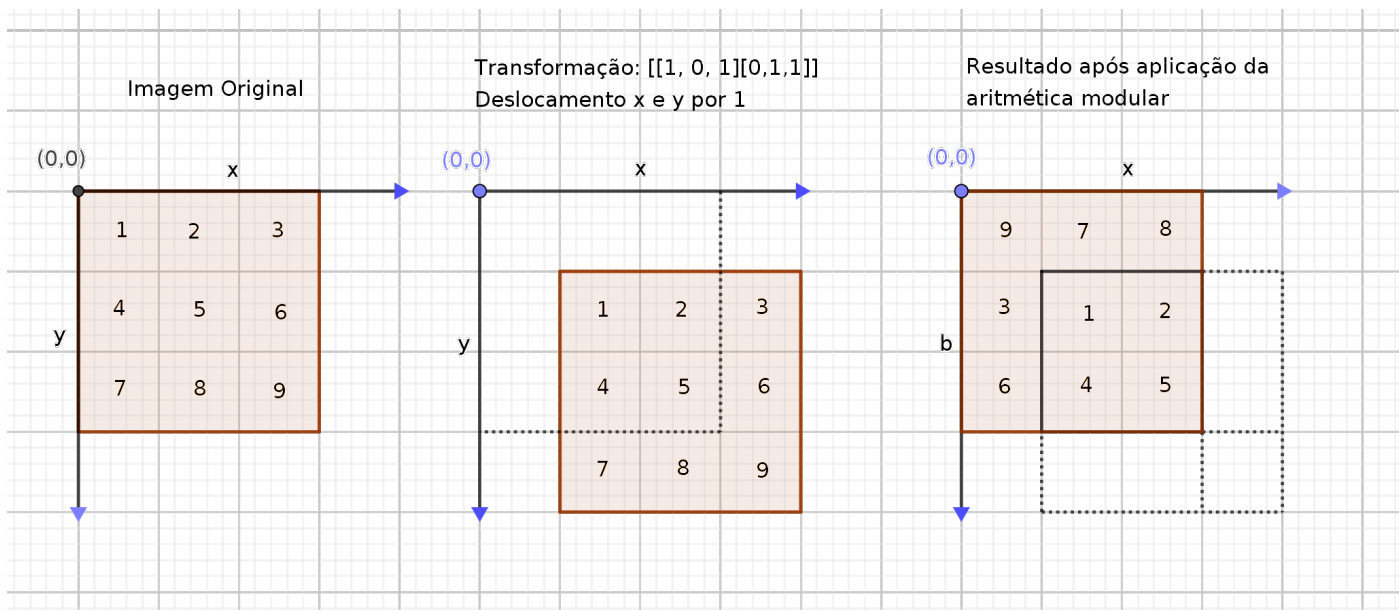 Imagem Original
(0,0)
x
1 2 3
4 5 6
y
7 8 9
Transformação: [[1, 0, 1][0,1,1]]
Deslocamento x e y por 1
(0,0)
x
1 2 3
y
4 5 6
7 8 9
Resultado após aplicação da
aritmética modular
(0,0)
x
9 7 8
3 1 2
b
6 4 5